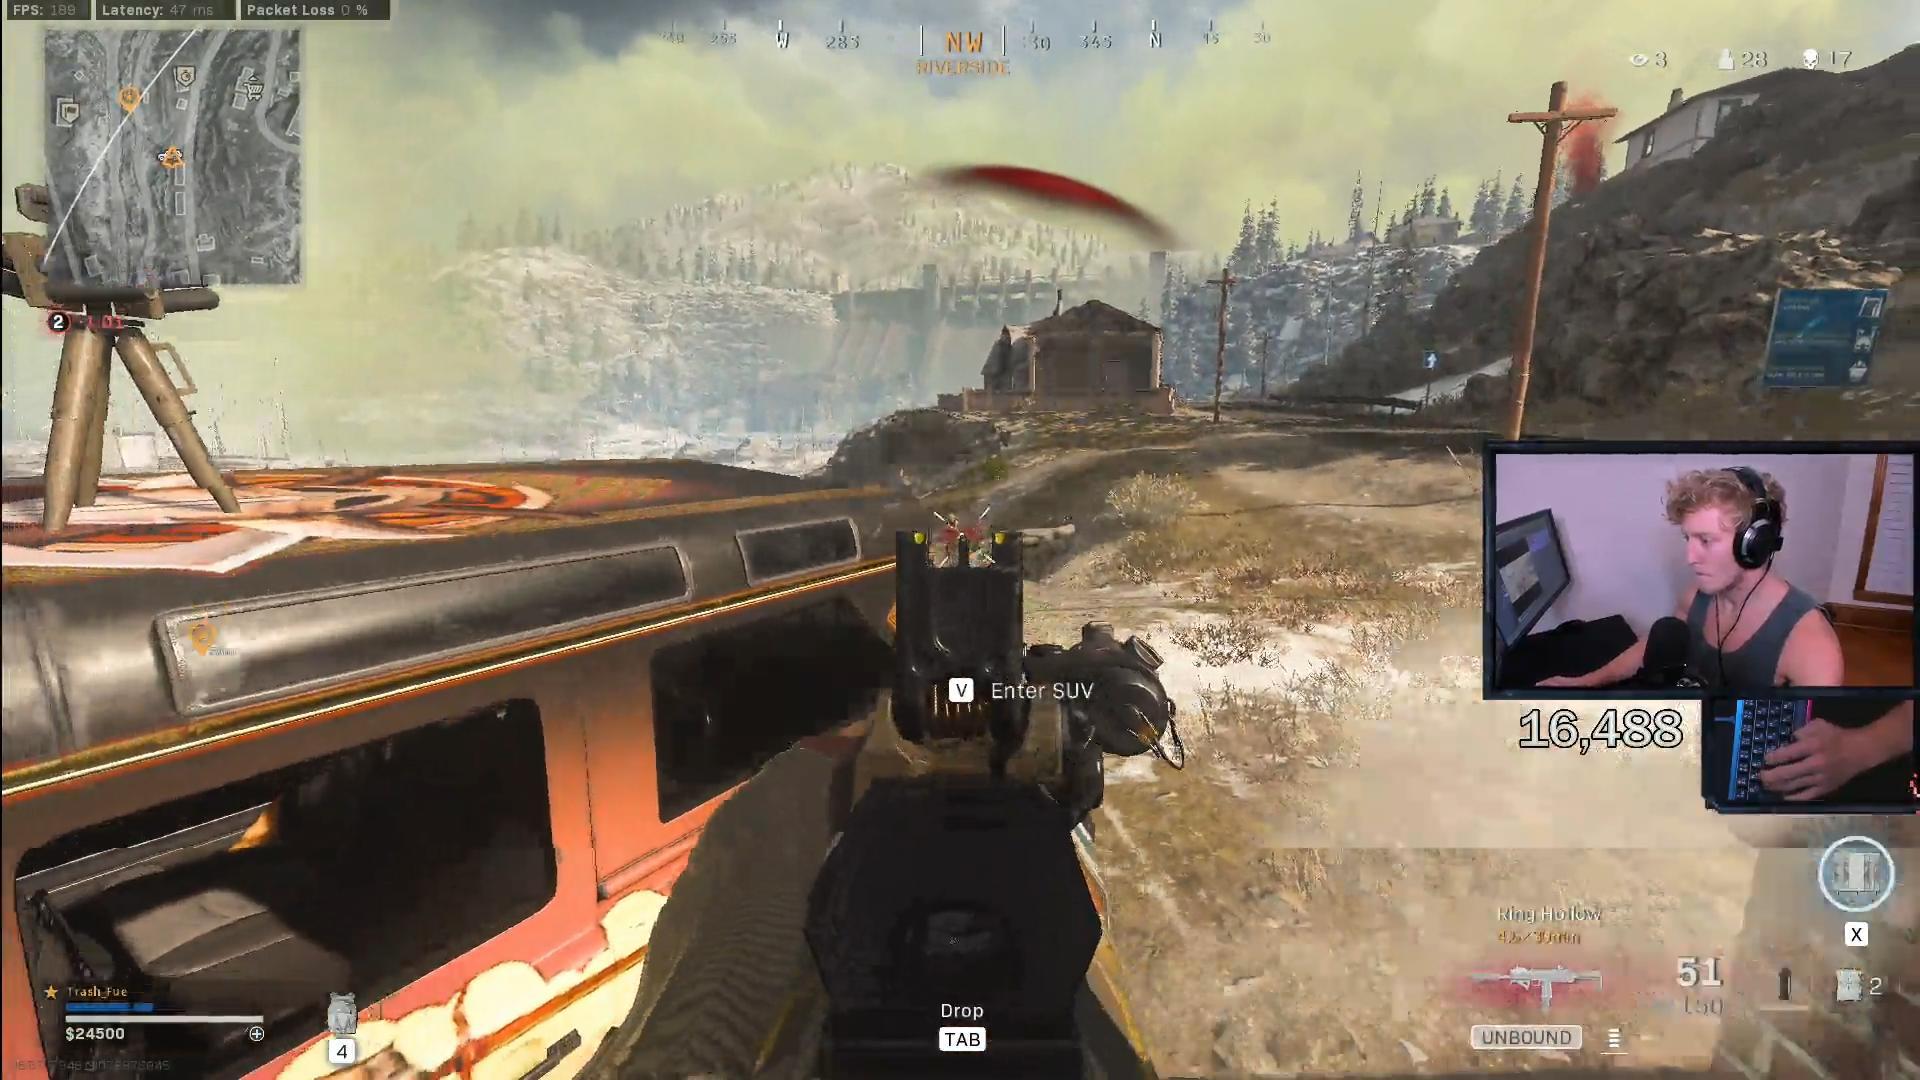 FPS: 189 Latency: 47 ms Packet Loss 0 %
W 285 NW 345 N 15 30
RIVERSIDE
3 28 17
2
V Enter SUV
16,488
Ring Hollow
X
Trash_Fue
$24500
4
Drop
TAB
51
2
UNBOUND